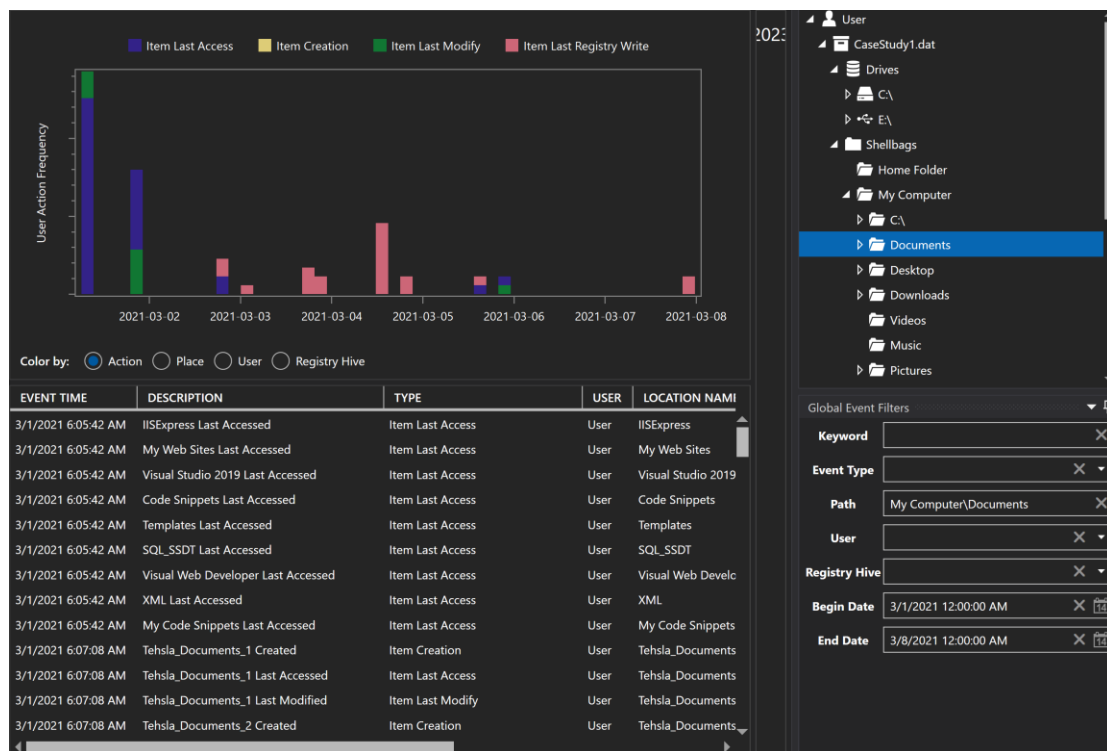 Item Last Access Item Creation Item Last Modify Item Last Registry Write
User Action Frequency
2021-03-02 2021-03-03 2021-03-04 2021-03-05 2021-03-06 2021-03-07 2021-03-08
Color by: Action Place User Registry Hive
EVENT TIME DESCRIPTION TYPE USER LOCATION NAMI
3/1/2021 6:05:42 AM IISExpress Last Accessed Item Last Access User IISExpress
3/1/2021 6:05:42 AM My Web Sites Last Accessed Item Last Access User My Web Sites
3/1/2021 6:05:42 AM Visual Studio 2019 Last Accessed Item Last Access User Visual Studio 2019
3/1/2021 6:05:42 AM Code Snippets Last Accessed Item Last Access User Code Snippets
3/1/2021 6:05:42 AM Templates Last Accessed Item Last Access User Templates
3/1/2021 6:05:42 AM SQL_SSDT Last Accessed Item Last Access User SQL_SSDT
3/1/2021 6:05:42 AM Visual Web Developer Last Accessed Item Last Access User Visual Web Develc
3/1/2021 6:05:42 AM XML Last Accessed Item Last Access User XML
3/1/2021 6:05:42 AM My Code Snippets Last Accessed Item Last Access User My Code Snippets
3/1/2021 6:07:08 AM Tehsla_Documents_1 Created Item Creation User Tehsla_Documents
3/1/2021 6:07:08 AM Tehsla_Documents_1 Last Accessed Item Last Access User Tehsla_Documents
3/1/2021 6:07:08 AM Tehsla_Documents_1 Last Modified Item Last Modify User Tehsla_Documents
3/1/2021 6:07:08 AM Tehsla_Documents_2 Created Item Creation User Tehsla_Documents
2023
User
CaseStudy1.dat
Drives
C:\
E:\
Shellbags
Home Folder
My Computer
C:\
Documents
Desktop
Downloads
Videos
Music
Pictures
Global Event Filters
Keyword
Event Type
Path My Computer\Documents
User
Registry Hive
Begin Date 3/1/2021 12:00:00 AM 14
End Date 3/8/2021 12:00:00 AM 14